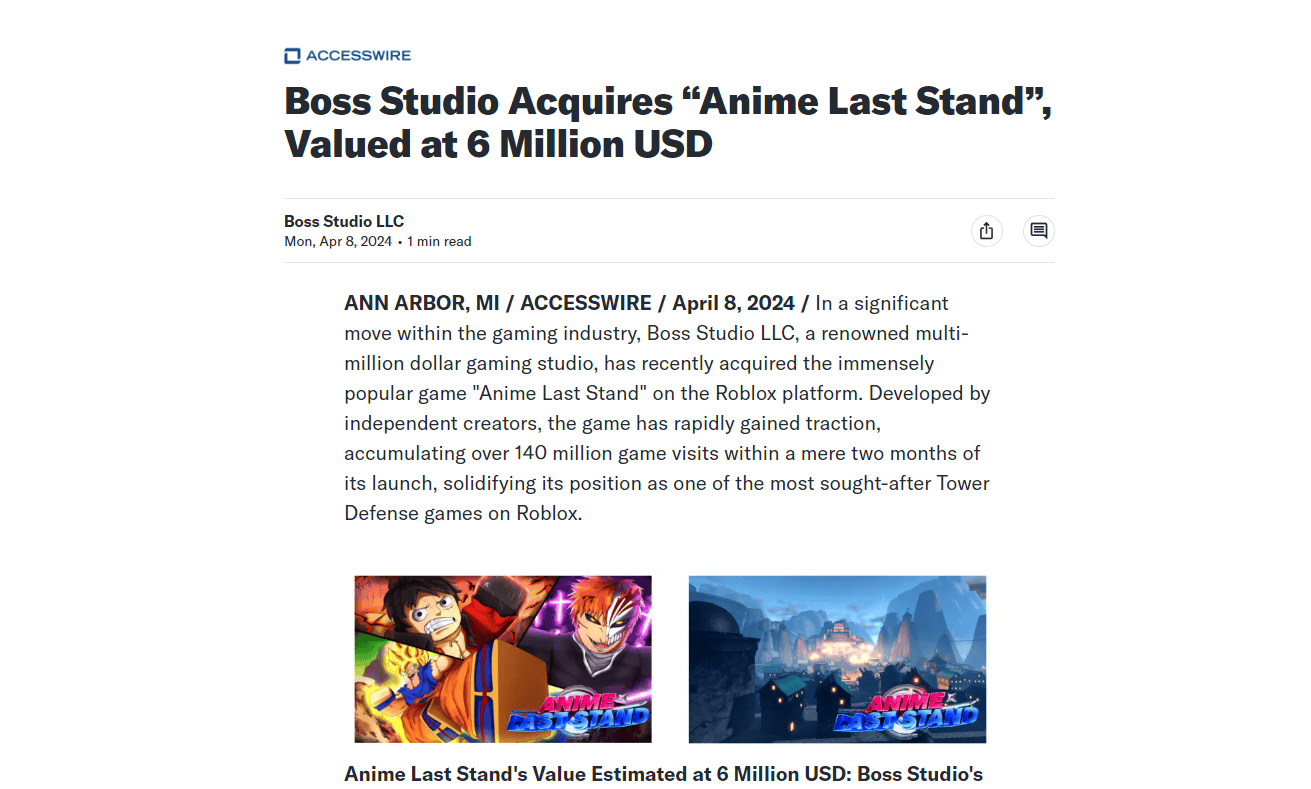 ACCESSWIRE
Boss Studio Acquires “Anime Last Stand”,
Valued at 6 Million USD
Boss Studio LLC
Mon, Apr 8, 2024 • 1 min read
ANN ARBOR, MI / ACCESSWIRE / April 8, 2024 / In a significant
move within the gaming industry, Boss Studio LLC, a renowned multi-
million dollar gaming studio, has recently acquired the immensely
popular game "Anime Last Stand" on the Roblox platform. Developed by
independent creators, the game has rapidly gained traction,
accumulating over 140 million game visits within a mere two months of
its launch, solidifying its position as one of the most sought-after Tower
Defense games on Roblox.
ANIME
LAST STAND
ANIME
LAST STAND
Anime Last Stand's Value Estimated at 6 Million USD: Boss Studio's